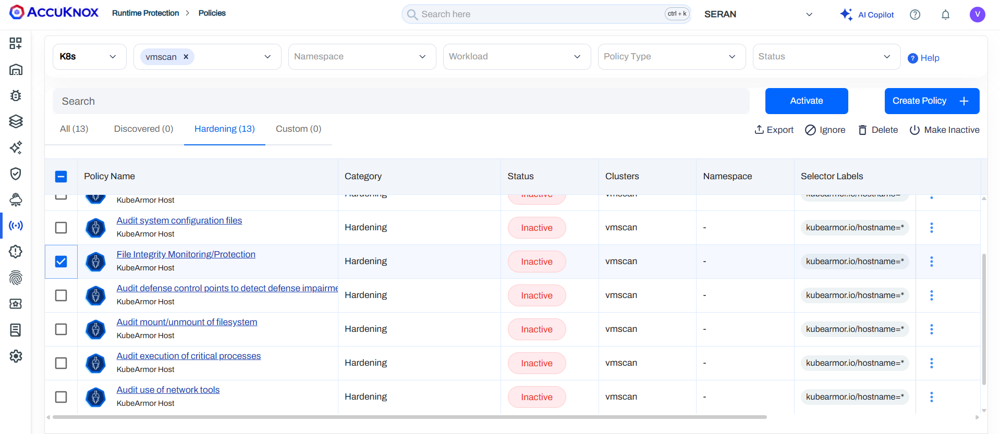 ACCUKNOX
Runtime Protection > Policies
Search here
ctrl + k
SERAN
AI Copilot
V
K8s
vmscan ×
Namespace
Workload
Policy Type
Status
? Help
Search
Activate
Create Policy +
All (13)
Discovered (0)
Hardening (13)
Custom (0)
Export
Ignore
Delete
Make Inactive
Policy Name
Category
Status
Clusters
Namespace
Selector Labels
KubeArmor Host
Hardening
Inactive
vmscan
kubearmor.io/hostname=*
Audit system configuration files
KubeArmor Host
Hardening
Inactive
vmscan
-
kubearmor.io/hostname=*
File Integrity Monitoring/Protection
KubeArmor Host
Hardening
Inactive
vmscan
-
kubearmor.io/hostname=*
Audit defense control points to detect defense impairme
KubeArmor Host
Hardening
Inactive
vmscan
-
kubearmor.io/hostname=*
Audit mount/unmount of filesystem
KubeArmor Host
Hardening
Inactive
vmscan
-
kubearmor.io/hostname=*
Audit execution of critical processes
KubeArmor Host
Hardening
Inactive
vmscan
-
kubearmor.io/hostname=*
Audit use of network tools
KubeArmor Host
Hardening
Inactive
vmscan
-
kubearmor.io/hostname=*